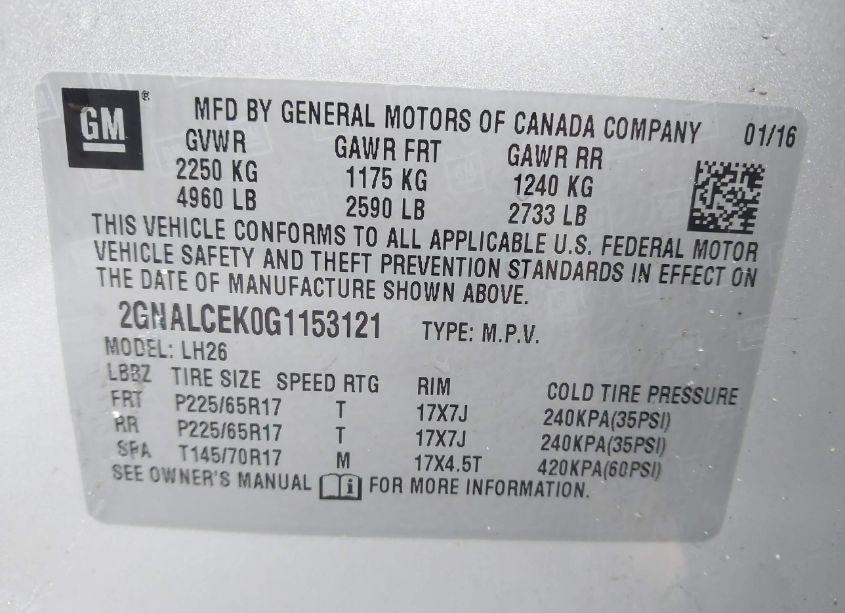 GM ® MFD BY GENERAL MOTORS OF CANADA COMPANY 01/16
GVWR GAWR FRT GAWR RR
2250 KG 1175 KG 1240 KG
4960 LB 2590 LB 2733 LB
THIS VEHICLE CONFORMS TO ALL APPLICABLE U.S. FEDERAL MOTOR
VEHICLE SAFETY AND THEFT PREVENTION STANDARDS IN EFFECT ON
THE DATE OF MANUFACTURE SHOWN ABOVE.
2GNALCEK0G1153121 TYPE: M.P.V.
MODEL: LH26
LBBZ TIRE SIZE SPEED RTG RIM COLD TIRE PRESSURE
FRT P225/65R17 T 17X7J 240KPA(35PSI)
RR P225/65R17 T 17X7J 240KPA(35PSI)
SPA T145/70R17 M 17X4.5T 420KPA(60PSI)
SEE OWNER'S MANUAL i FOR MORE INFORMATION.